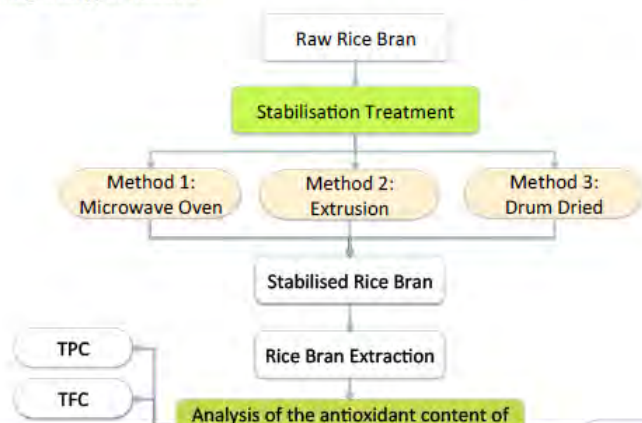 Raw Rice Bran
Stabilisation Treatment
Method 1:
Microwave Oven
Method 2:
Extrusion
Method 3:
Drum Dried
Stabilised Rice Bran
Rice Bran Extraction
TPC
TFC
Analysis of the antioxidant content of